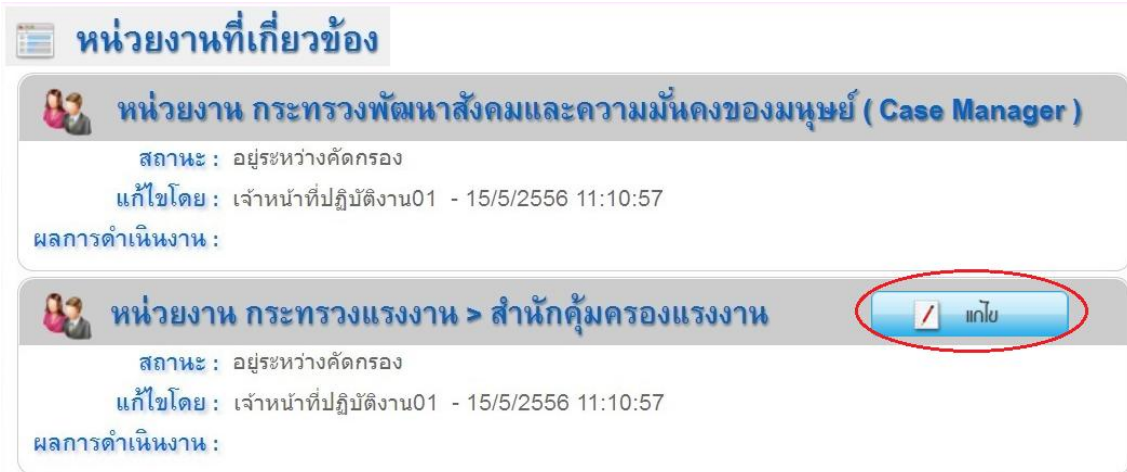 หน่วยงานที่เกี่ยวข้อง
หน่วยงาน กระทรวงพัฒนาสังคมและความมั่นคงของมนุษย์ ( Case Manager )
สถานะ : อยู่ระหว่างคัดกรอง
แก้ไขโดย : เจ้าหน้าที่ปฏิบัติงาน01 - 15/5/2556 11:10:57
ผลการดำเนินงาน :
หน่วยงาน กระทรวงแรงงาน > สำนักคุ้มครองแรงงาน แก้ไข
สถานะ : อยู่ระหว่างคัดกรอง
แก้ไขโดย : เจ้าหน้าที่ปฏิบัติงาน01 - 15/5/2556 11:10:57
ผลการดำเนินงาน :